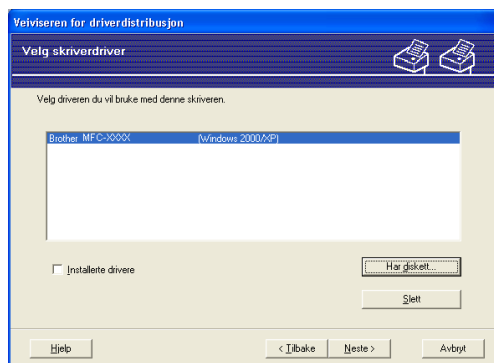 Veiviseren for driverdistribusjon
Velg skriverdriver
Velg driveren du vil bruke med denne skriveren.
Brother MFC-XXXX (Windows 2000/XP)
Installerte drivere
Har diskett...
Slett
Hjelp
< Tilbake
Neste >
Avbryt